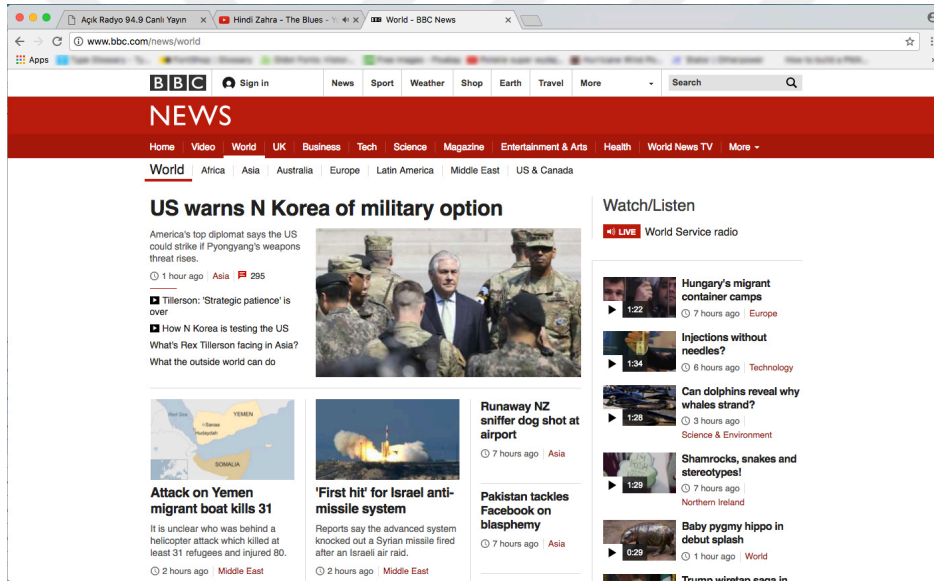 Açık Radyo 94.9 Canlı Yayın
Hindi Zahra - The Blues -
World - BBC News
www.bbc.com/news/world
Apps
BBC Sign in News Sport Weather Shop Earth Travel More Search
NEWS
Home Video World UK Business Tech Science Magazine Entertainment & Arts Health World News TV More
World Africa Asia Australia Europe Latin America Middle East US & Canada
US warns N Korea of military option
America's top diplomat says the US
could strike if Pyongyang's weapons
threat rises.
1 hour ago Asia 295
Tillerson: 'Strategic patience' is
over
How N Korea is testing the US
What's Rex Tillerson facing in Asia?
What the outside world can do
Red Sea
YEMEN
Sanaa
Hudaydah
SOMALIA
Attack on Yemen
migrant boat kills 31
It is unclear who was behind a
helicopter attack which killed at
least 31 refugees and injured 80.
2 hours ago Middle East
'First hit' for Israel anti-
missile system
Reports say the advanced system
knocked out a Syrian missile fired
after an Israeli air raid.
2 hours ago Middle East
Runaway NZ
sniffer dog shot at
airport
7 hours ago Asia
Pakistan tackles
Facebook on
blasphemy
7 hours ago Asia
Watch/Listen
LIVE World Service radio
1:22
Hungary's migrant
container camps
7 hours ago Europe
1:34
Injections without
needles?
6 hours ago Technology
1:28
Can dolphins reveal why
whales strand?
3 hours ago
Science & Environment
1:29
Shamrocks, snakes and
stereotypes!
7 hours ago
Northern Ireland
0:29
Baby pygmy hippo in
debut splash
1 hour ago World
Trump wiretap saga in